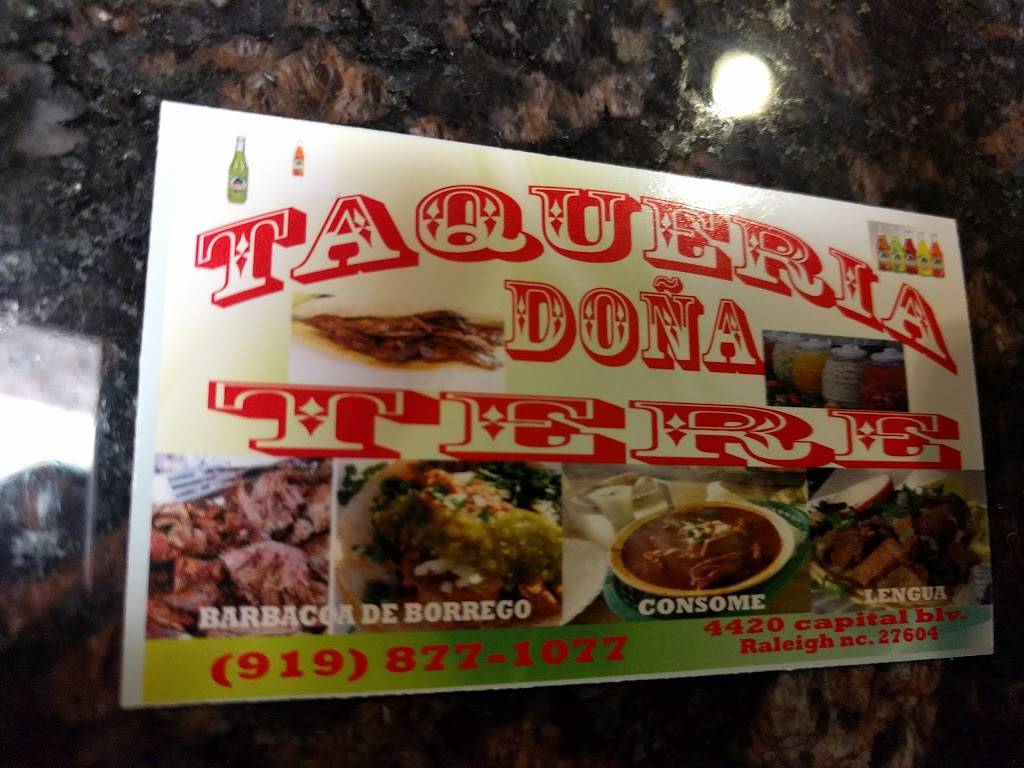 TAQUERIA
DOÑA
TERE
BARBACOA DE BORREGO
CONSOME
LENGUA
(919) 877-1077
4420 capital blv.
Raleigh nc. 27604